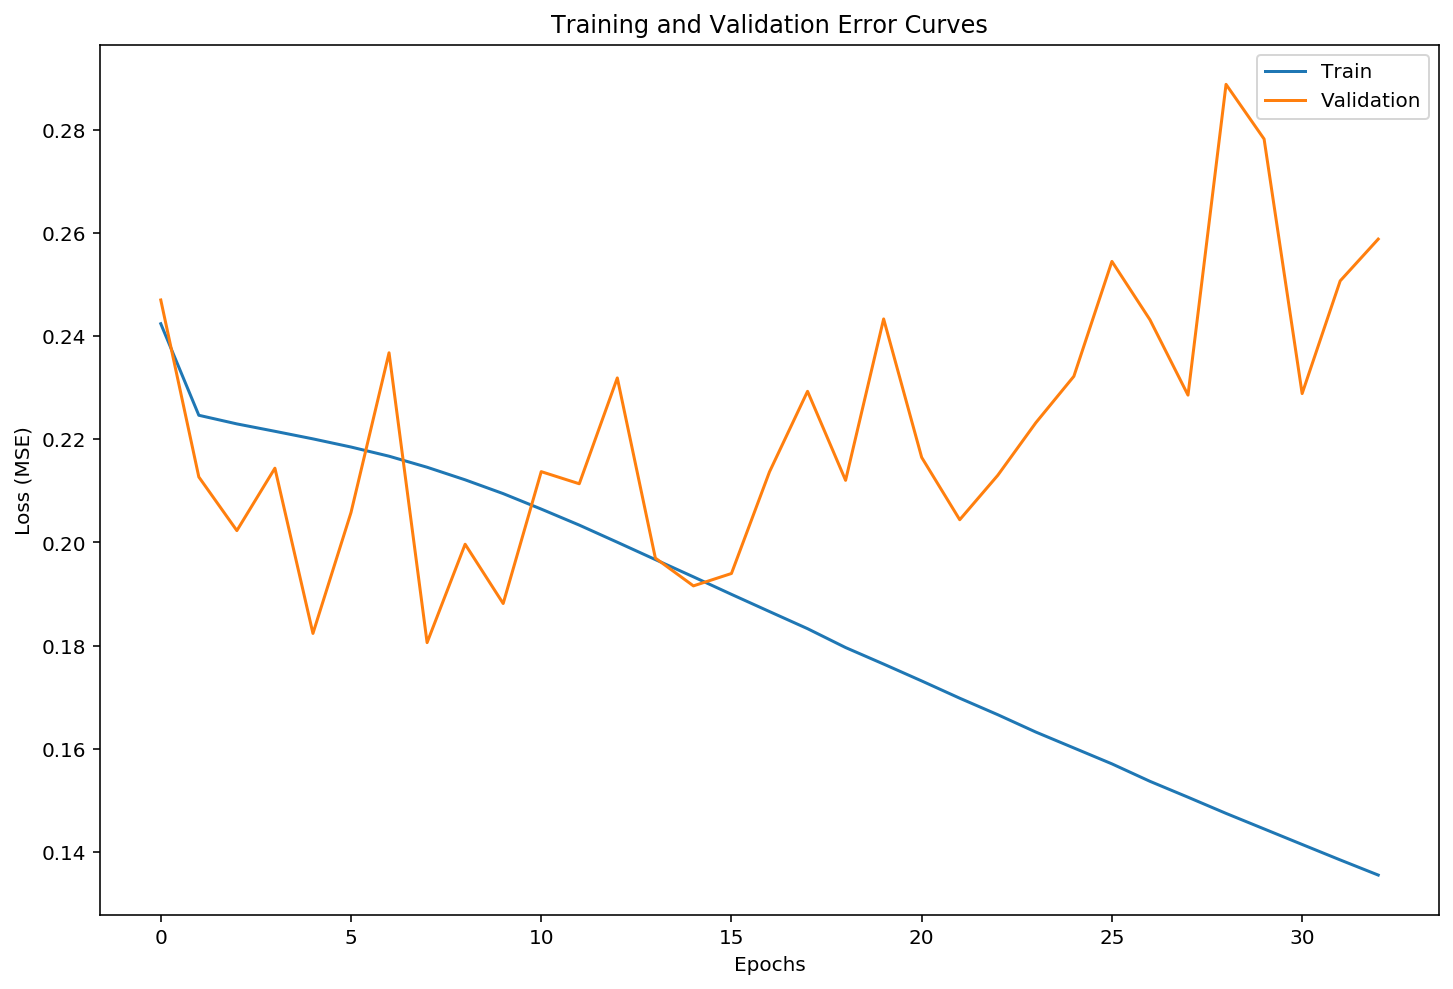 Training and Validation Error Curves
Train
Validation
0.28
0.26
0.24
0.22
0.20
0.18
0.16
0.14
Loss (MSE)
0 5 10 15 20 25 30
Epochs